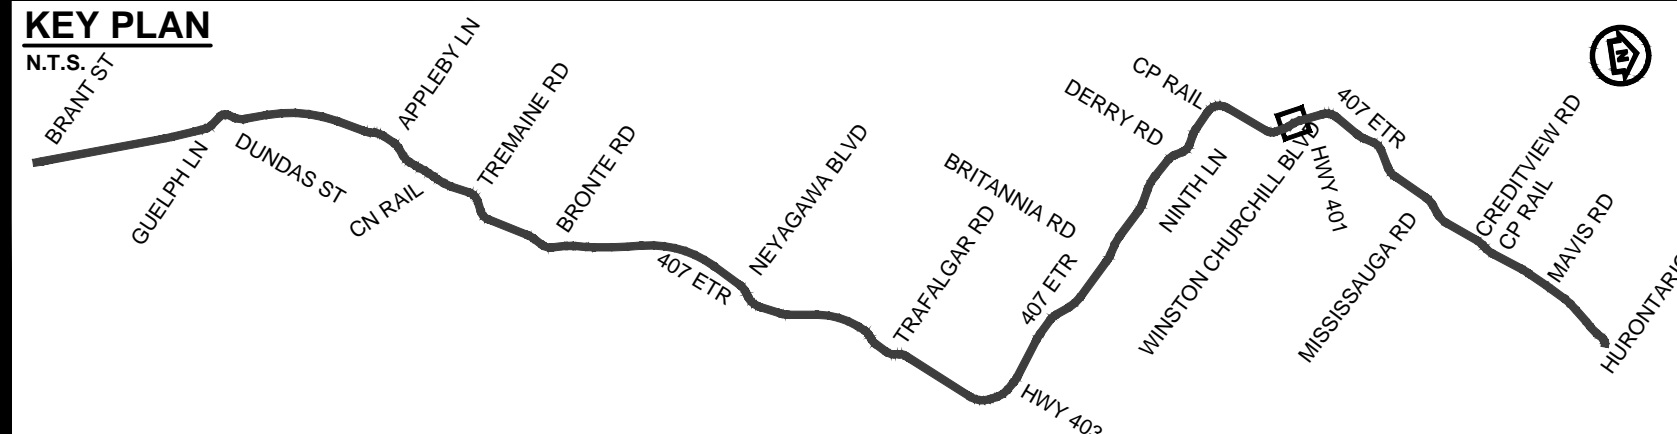 KEY PLAN
N.T.S.
BRANT ST
GUELPH LN
DUNDAS ST
CN RAIL
APPLEBY LN
TREMAINE RD
BRONTE RD
407 ETR
NEYAGAWA BLVD
TRAFALGAR RD
HWY 403
BRITANNIA RD
407 ETR
DERRY RD
CP RAIL
NINTH LN
WINSTON CHURCHILL BLVD
HWY 401
407 ETR
MISSISSAUGA RD
CREDITVIEW RD
CP RAIL
MAVIS RD
N